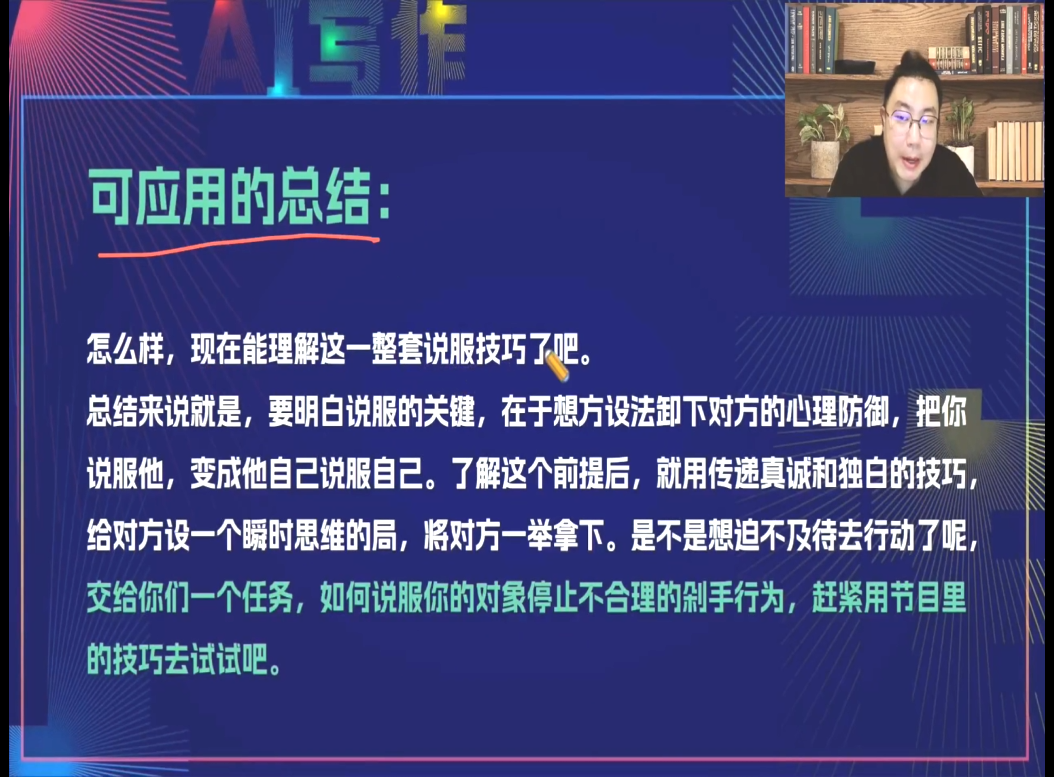 AI写作
可应用的总结：
怎么样，现在能理解这一整套说服技巧了吧。
总结来说就是，要明白说服的关键，在于想方设法卸下对方的心理防御，把你
说服他，变成他自己说服自己。了解这个前提后，就用传递真诚和独白的技巧，
给对方设一个瞬时思维的局，将对方一举拿下。是不是想迫不及待去行动了呢，
交给你们一个任务，如何说服你的对象停止不合理的剁手行为，赶紧用节目里
的技巧去试试吧。